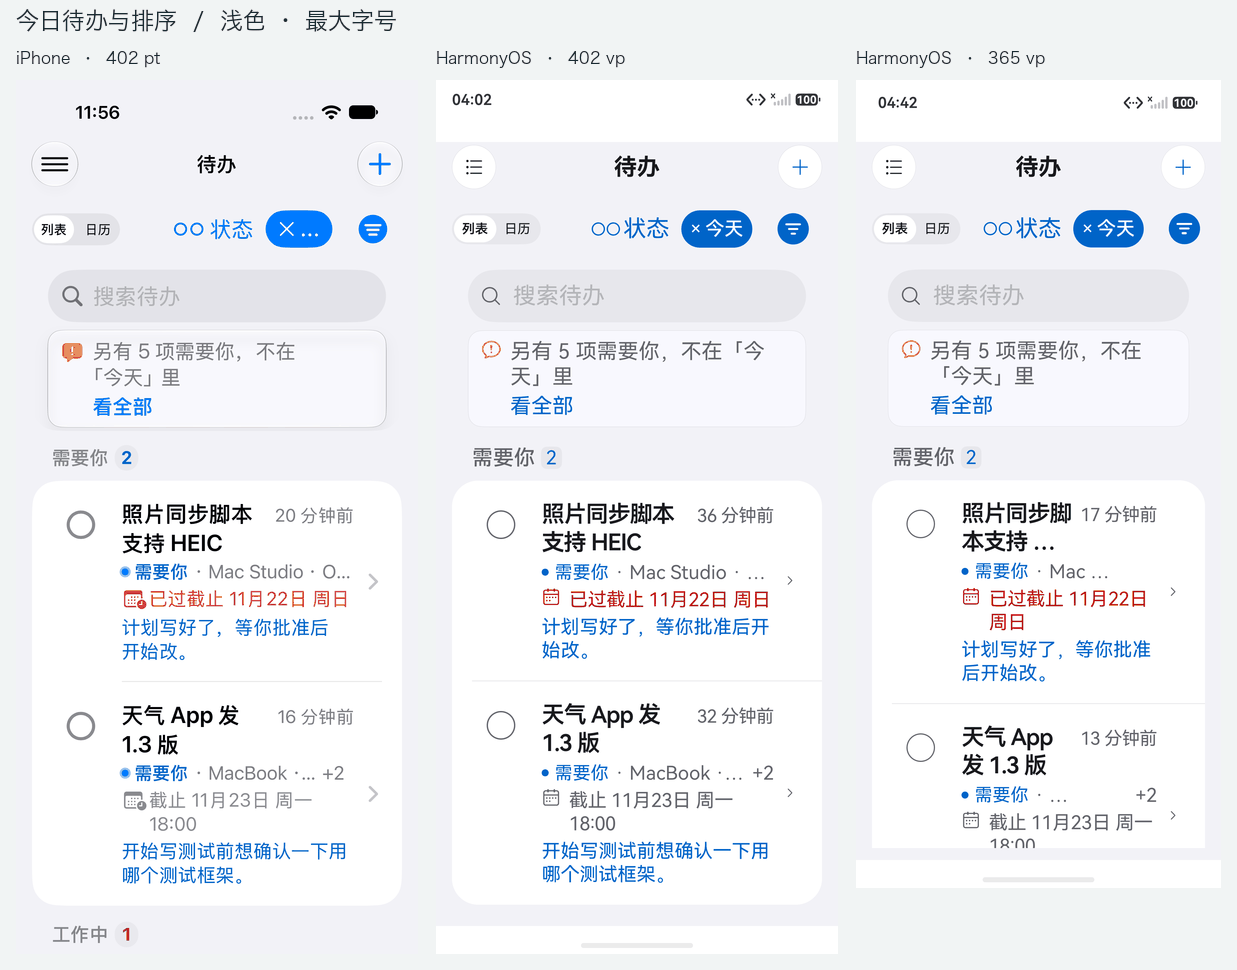 今日待办与排序 / 浅色 · 最大字号
iPhone · 402 pt
11:56
待办
列表 日历
状态
× ...
搜索待办
另有 5 项需要你，不在
「今天」里
看全部
需要你 2
照片同步脚本 20 分钟前
支持 HEIC
需要你 · Mac Studio · O...
已过截止 11月22日 周日
计划写好了，等你批准后
开始改。
天气 App 发 16 分钟前
1.3 版
需要你 · MacBook ·... +2
截止 11月23日 周一
18:00
开始写测试前想确认一下用
哪个测试框架。
工作中 1
HarmonyOS · 402 vp
04:02
100
待办
列表 日历
状态
× 今天
搜索待办
另有 5 项需要你，不在「今
天」里
看全部
需要你 2
照片同步脚本 36 分钟前
支持 HEIC
需要你 · Mac Studio · ...
已过截止 11月22日 周日
计划写好了，等你批准后开
始改。
天气 App 发 32 分钟前
1.3 版
需要你 · MacBook ·... +2
截止 11月23日 周一
18:00
开始写测试前想确认一下用
哪个测试框架。
HarmonyOS · 365 vp
04:42
100
待办
列表 日历
状态
× 今天
搜索待办
另有 5 项需要你，不在
「今天」里
看全部
需要你 2
照片同步脚 17 分钟前
本支持 ...
需要你 · Mac ...
已过截止 11月22日
周日
计划写好了，等你批准
后开始改。
天气 App 13 分钟前
发 1.3 版
需要你 · ... +2
截止 11月23日 周一
18:00